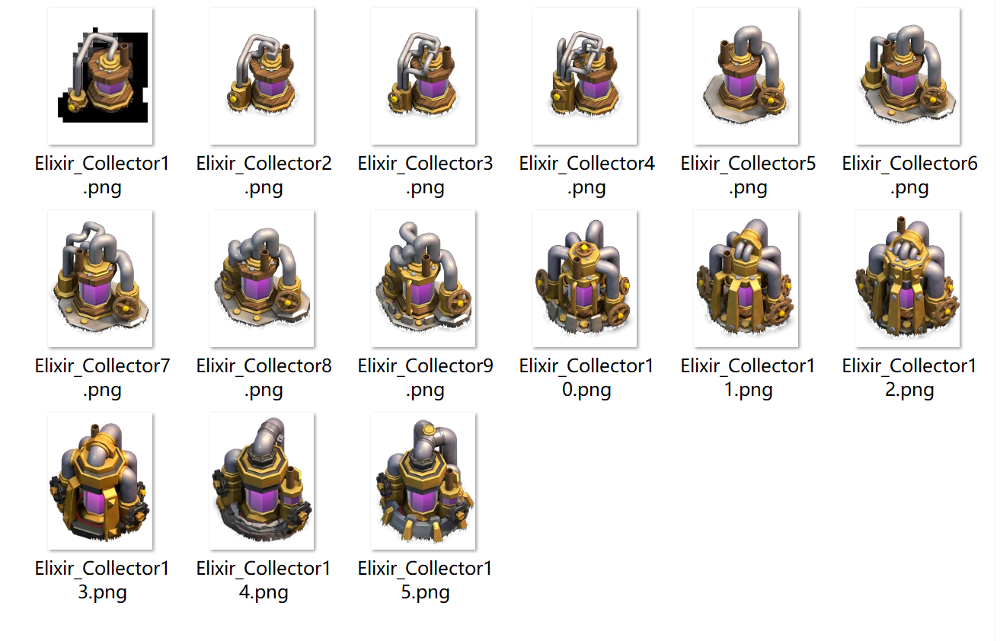 Elixir_Collector1
.png
Elixir_Collector2
.png
Elixir_Collector3
.png
Elixir_Collector4
.png
Elixir_Collector5
.png
Elixir_Collector6
.png
Elixir_Collector7
.png
Elixir_Collector8
.png
Elixir_Collector9
.png
Elixir_Collector1
0.png
Elixir_Collector1
1.png
Elixir_Collector1
2.png
Elixir_Collector1
3.png
Elixir_Collector1
4.png
Elixir_Collector1
5.png